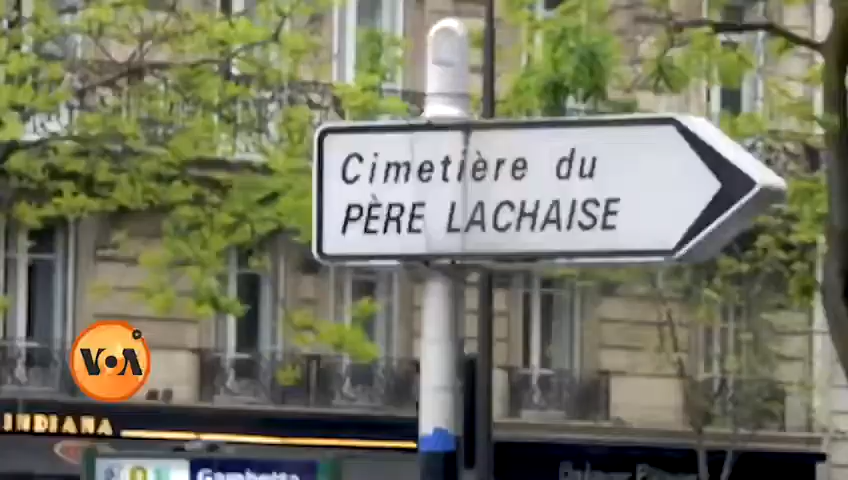 Cimetière du
PÈRE LACHAISE
VOA
INDIANA
Gambetta